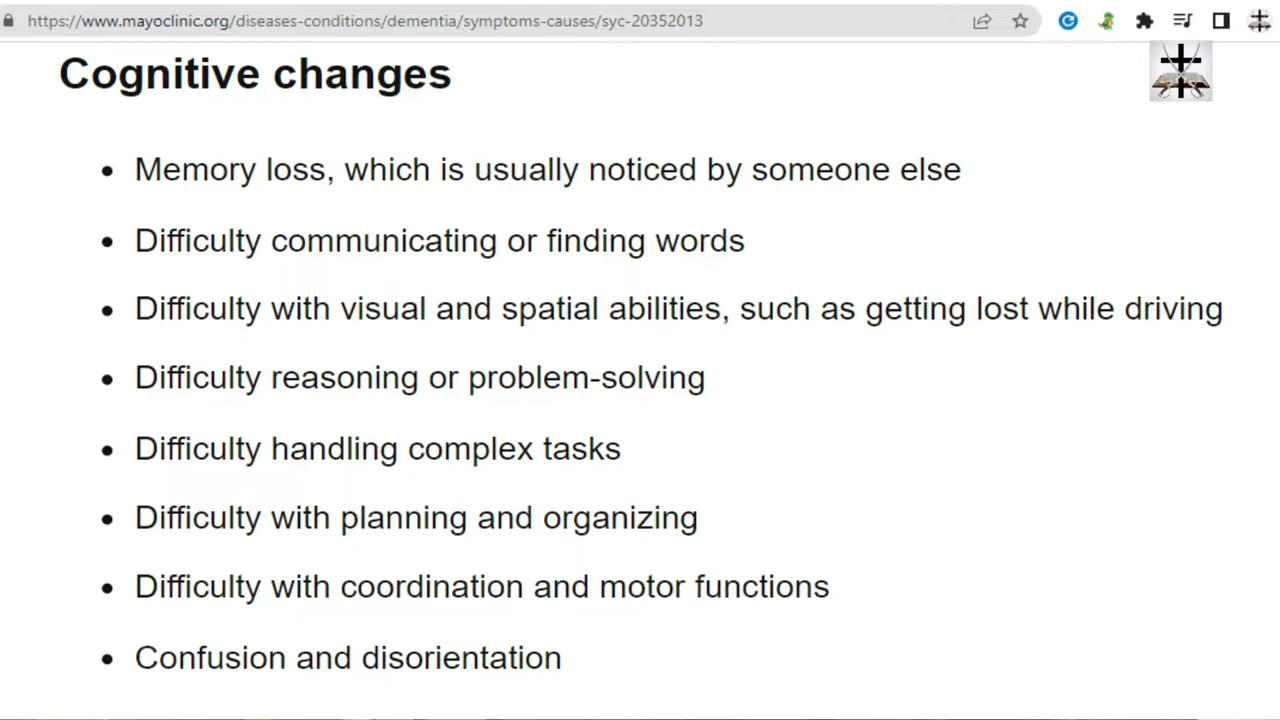 https://www.mayoclinic.org/diseases-conditions/dementia/symptoms-causes/syc-20352013
Cognitive changes
• Memory loss, which is usually noticed by someone else
• Difficulty communicating or finding words
• Difficulty with visual and spatial abilities, such as getting lost while driving
• Difficulty reasoning or problem-solving
• Difficulty handling complex tasks
• Difficulty with planning and organizing
• Difficulty with coordination and motor functions
• Confusion and disorientation